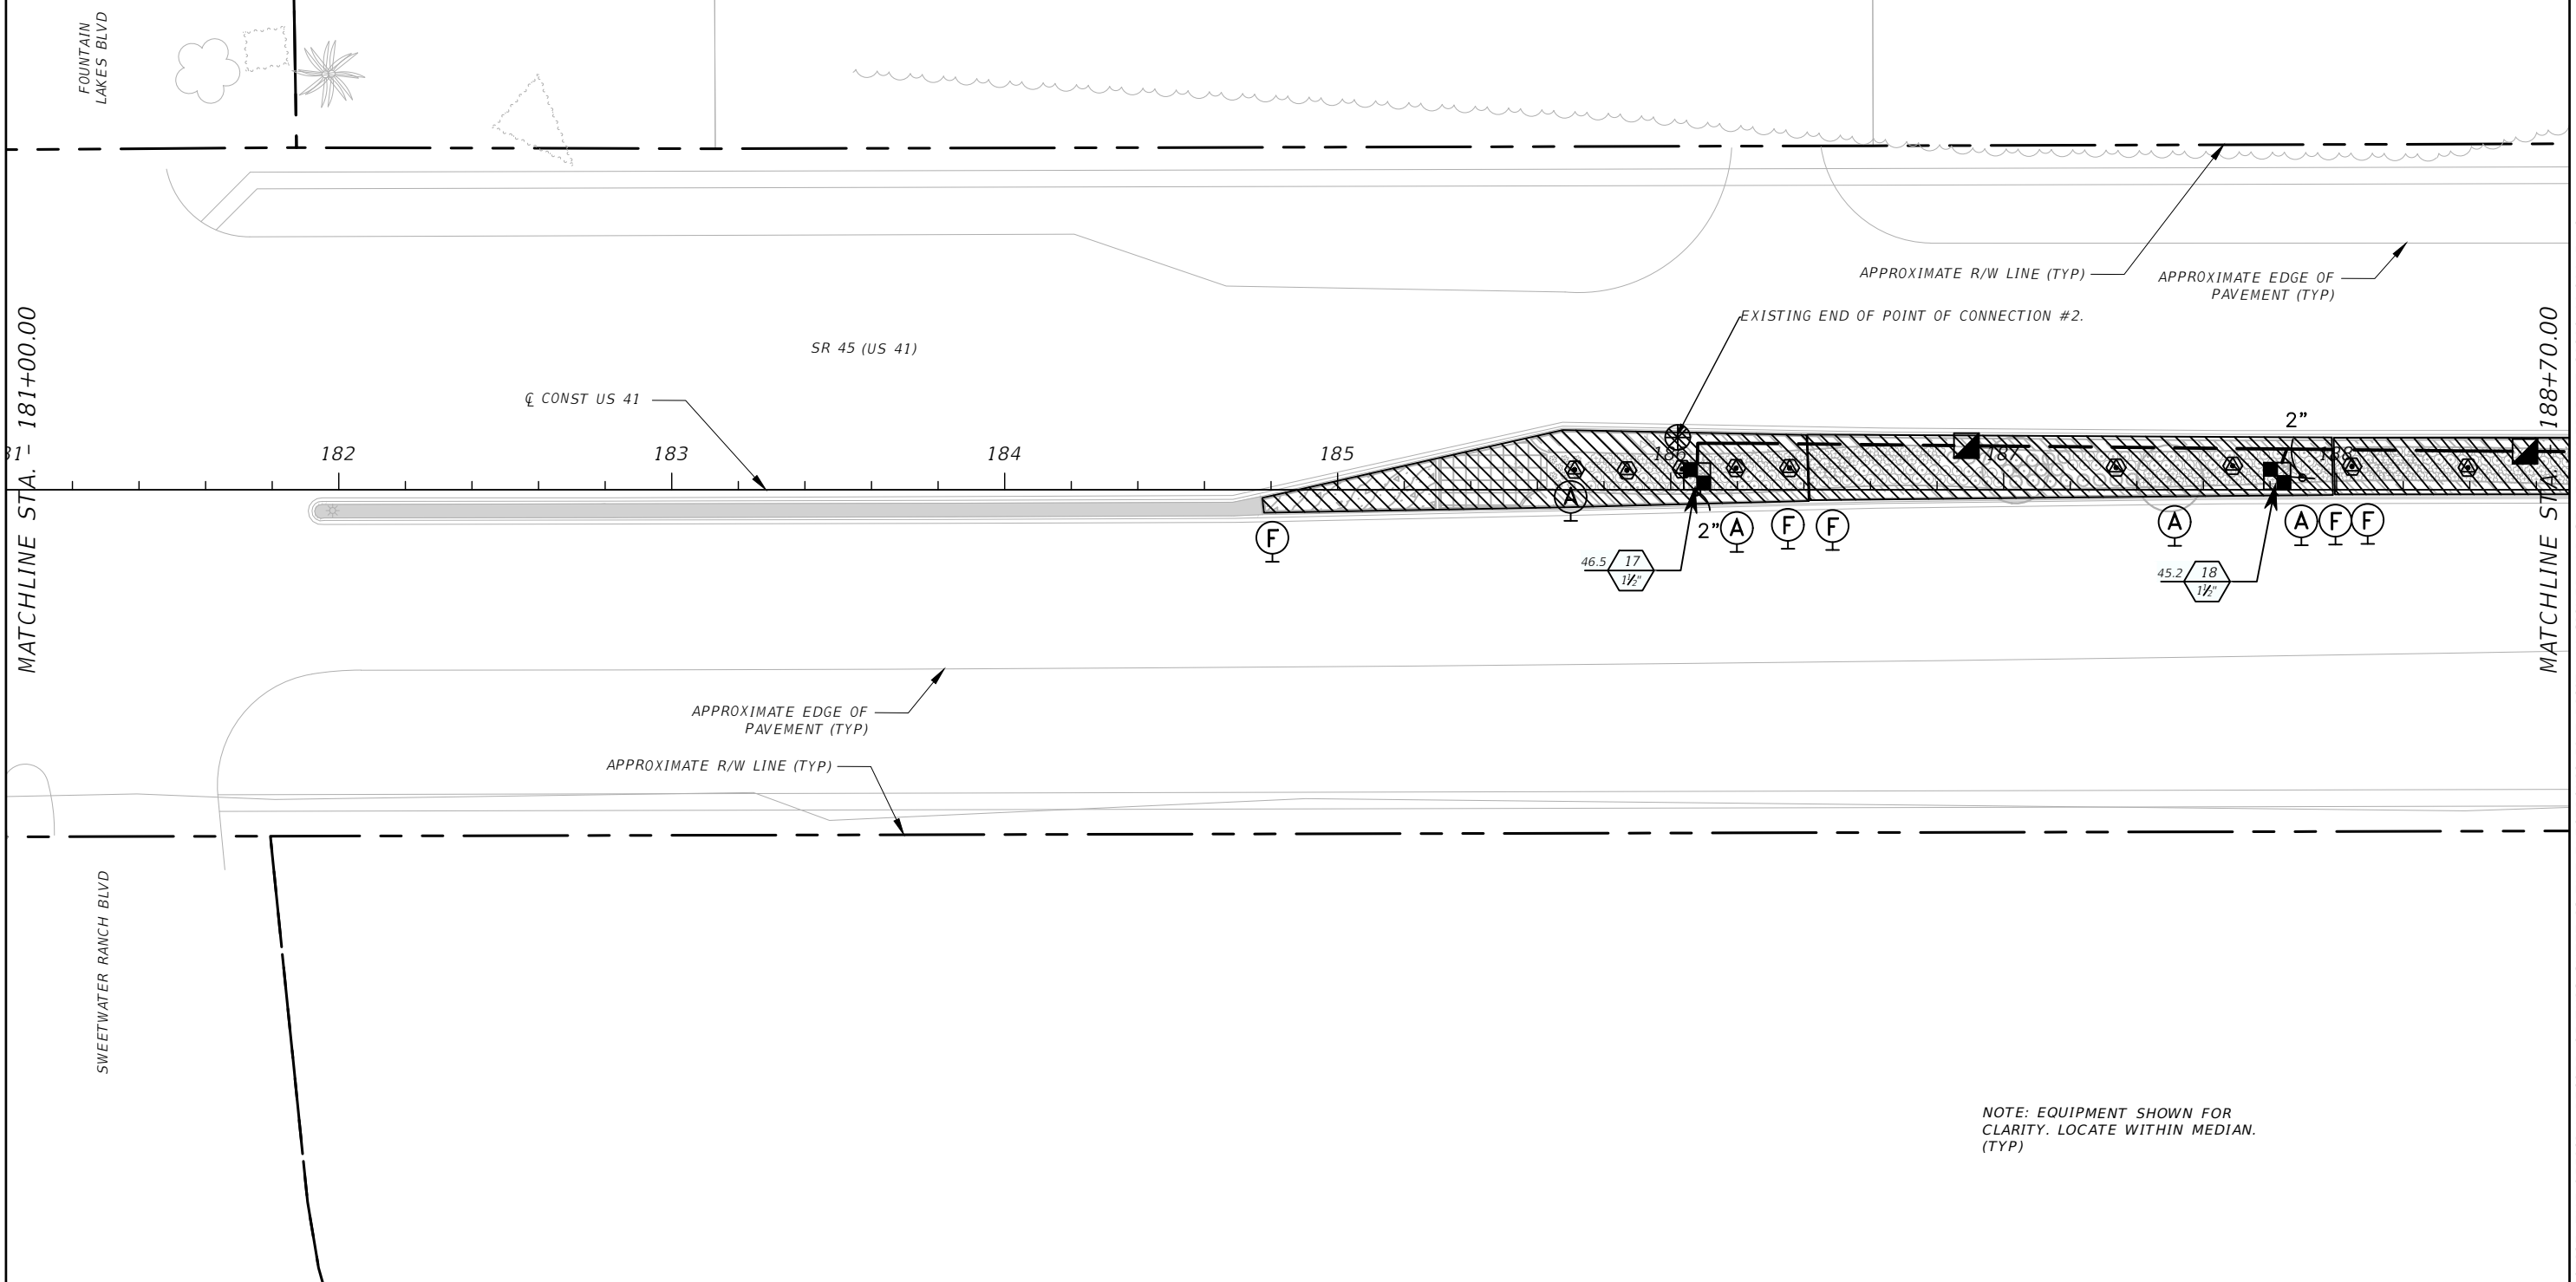 FOUNTAIN
LAKES BLVD
APPROXIMATE R/W LINE (TYP)
APPROXIMATE EDGE OF
PAVEMENT (TYP)
EXISTING END OF POINT OF CONNECTION #2.
SR 45 (US 41)
℄ CONST US 41
MATCHLINE STA. - 181+00.00
MATCHLINE STA. - 188+70.00
2"
182
183
184
185
186
187
188
A
F
2"
A
F
F
A
A
F
F
46.5
17
1½"
45.2
18
1½"
APPROXIMATE EDGE OF
PAVEMENT (TYP)
APPROXIMATE R/W LINE (TYP)
SWEETWATER RANCH BLVD
NOTE: EQUIPMENT SHOWN FOR
CLARITY. LOCATE WITHIN MEDIAN.
(TYP)